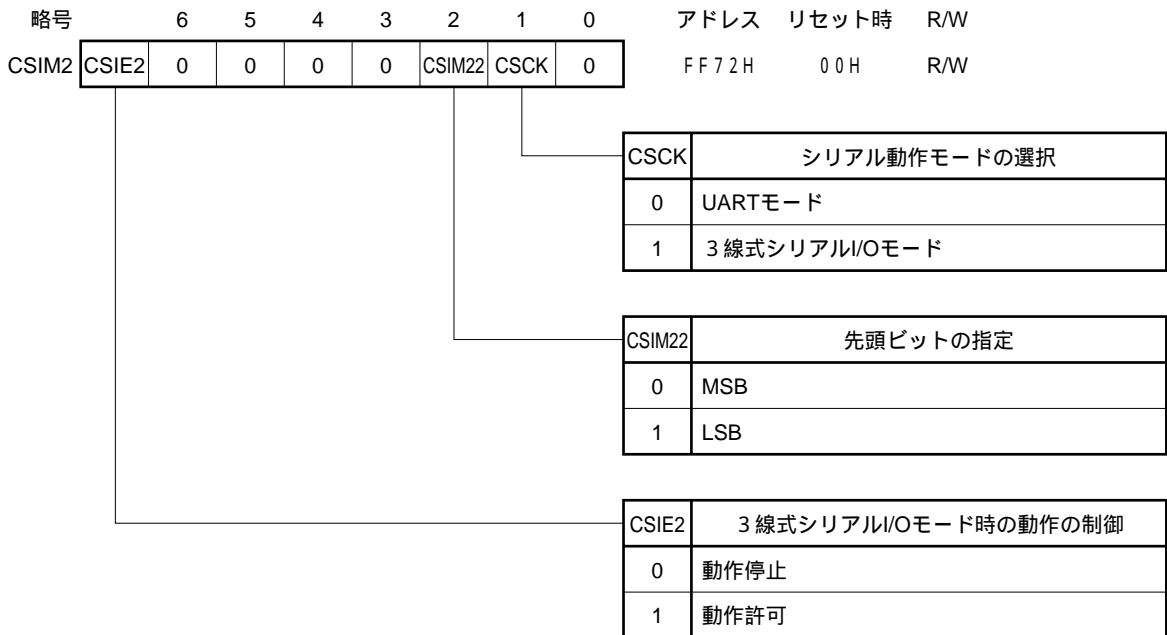 略号 6 5 4 3 2 1 0 アドレス リセット時 R/W
CSIM2 CSIE2 0 0 0 0 CSIM22 CSCK 0 FF72H 00H R/W
CSCK シリアル動作モードの選択
0 UARTモード
1 3線式シリアルI/Oモード
CSIM22 先頭ビットの指定
0 MSB
1 LSB
CSIE2 3線式シリアルI/Oモード時の動作の制御
0 動作停止
1 動作許可